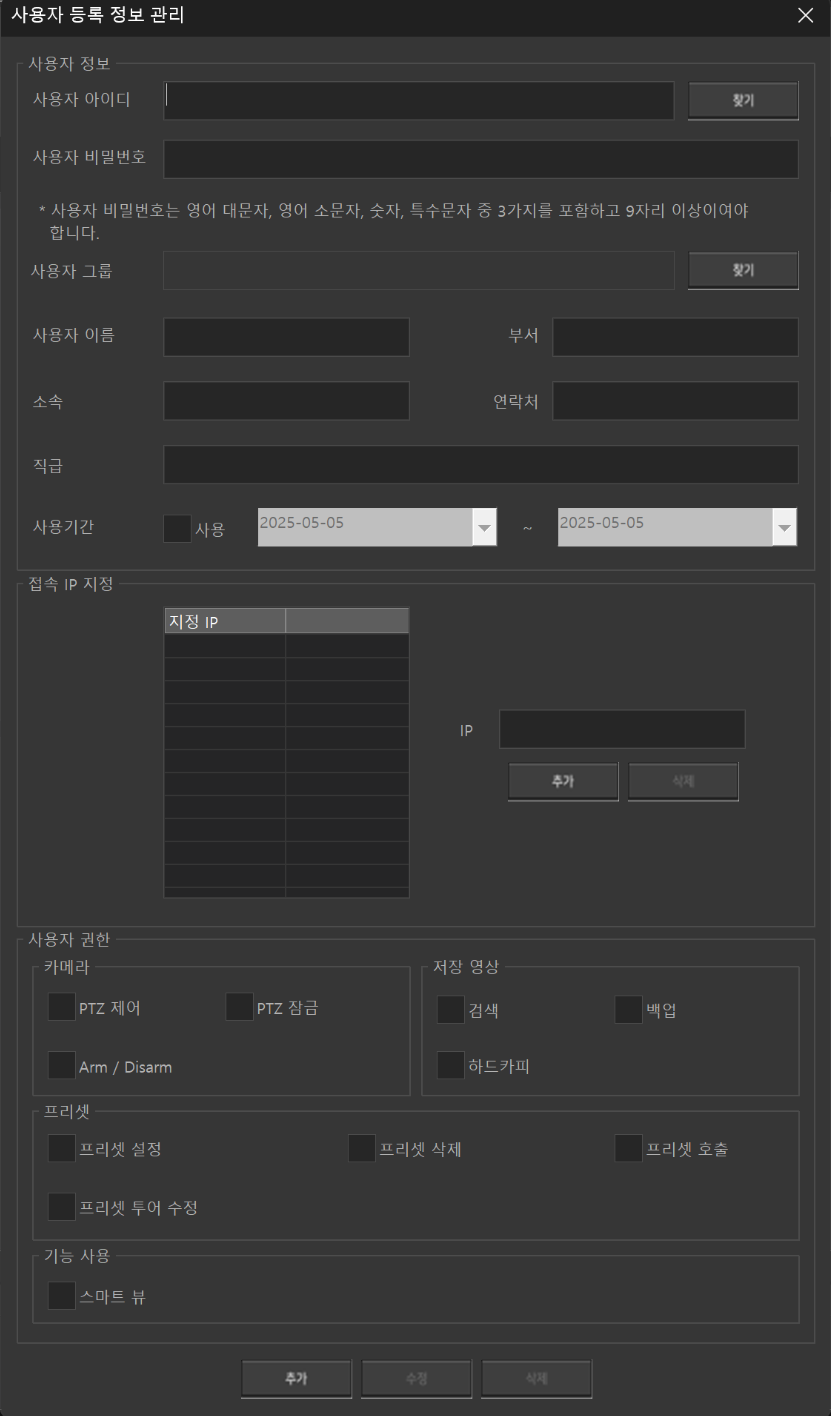 사용자 등록 정보 관리
사용자 정보
사용자 아이디
찾기
사용자 비밀번호
* 사용자 비밀번호는 영어 대문자, 영어 소문자, 숫자, 특수문자 중 3가지를 포함하고 9자리 이상이여야
합니다.
사용자 그룹
찾기
사용자 이름
부서
소속
연락처
직급
사용기간
사용
2025-05-05
~
2025-05-05
접속 IP 지정
지정 IP
IP
추가
삭제
사용자 권한
카메라
PTZ 제어
PTZ 잠금
Arm / Disarm
저장 영상
검색
백업
하드카피
프리셋
프리셋 설정
프리셋 삭제
프리셋 호출
프리셋 투어 수정
기능 사용
스마트 뷰
추가
수정
삭제